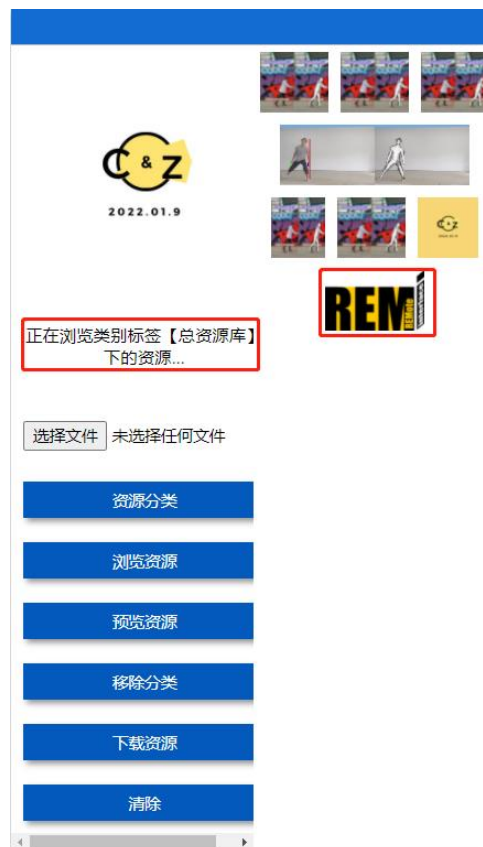 C & Z
2022.01.9
REMI
REMote
正在浏览类别标签【总资源库】
下的资源...
选择文件 未选择任何文件
资源分类
浏览资源
预览资源
移除分类
下载资源
清除